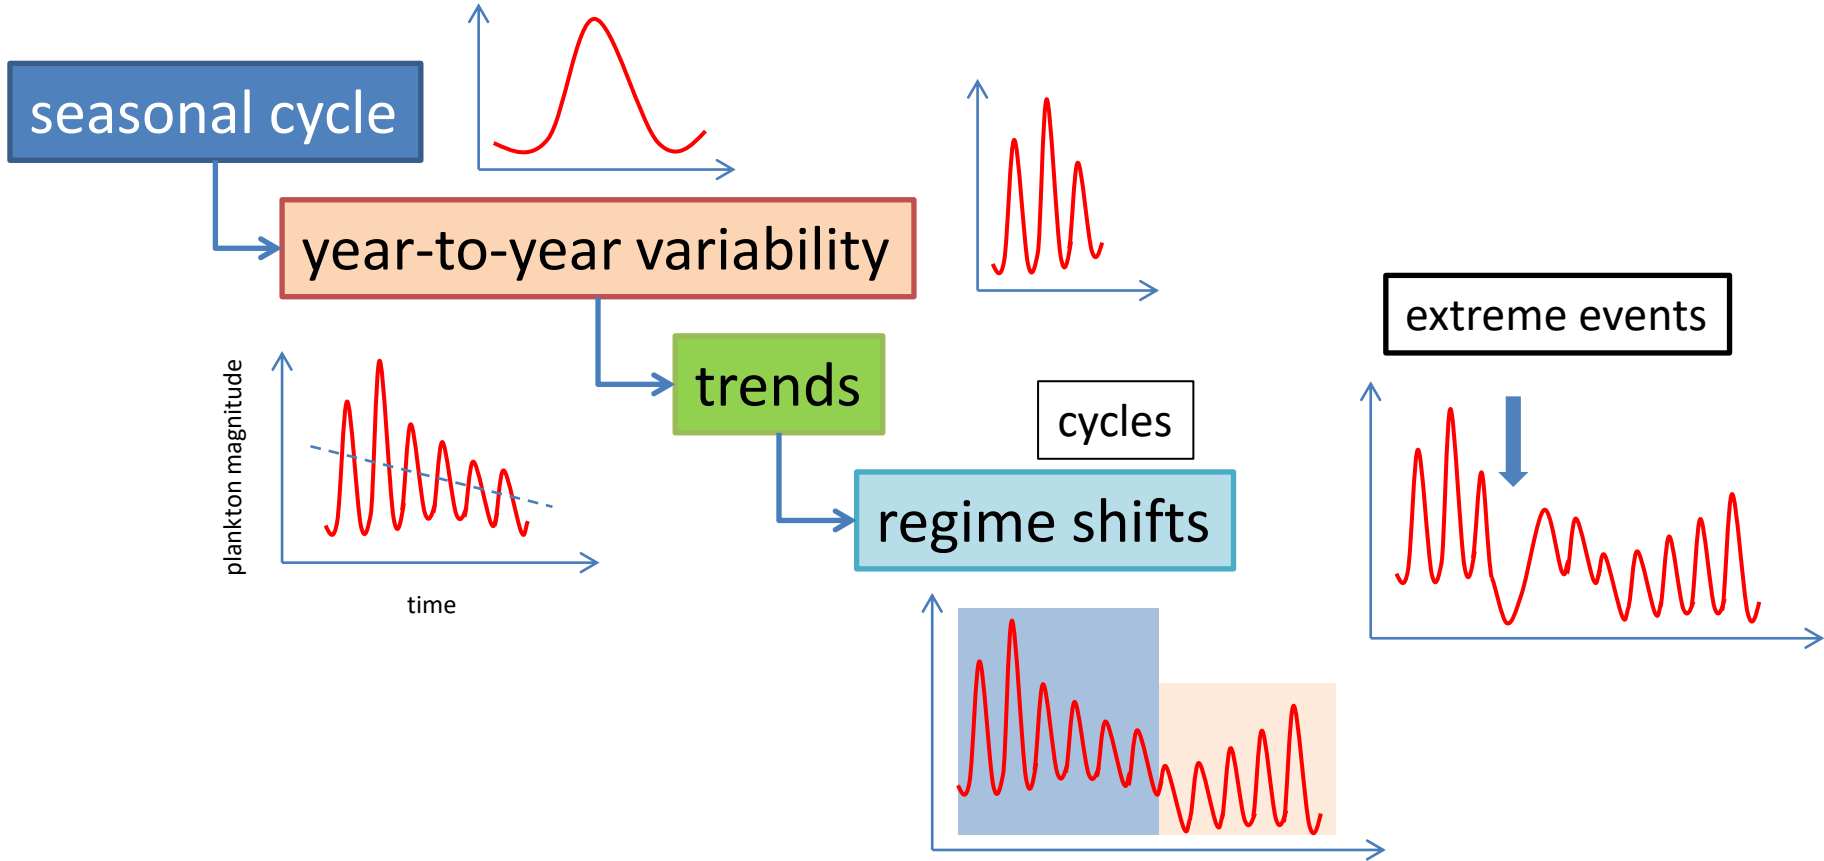 seasonal cycle
year-to-year variability
extreme events
trends
cycles
plankton magnitude
time
regime shifts